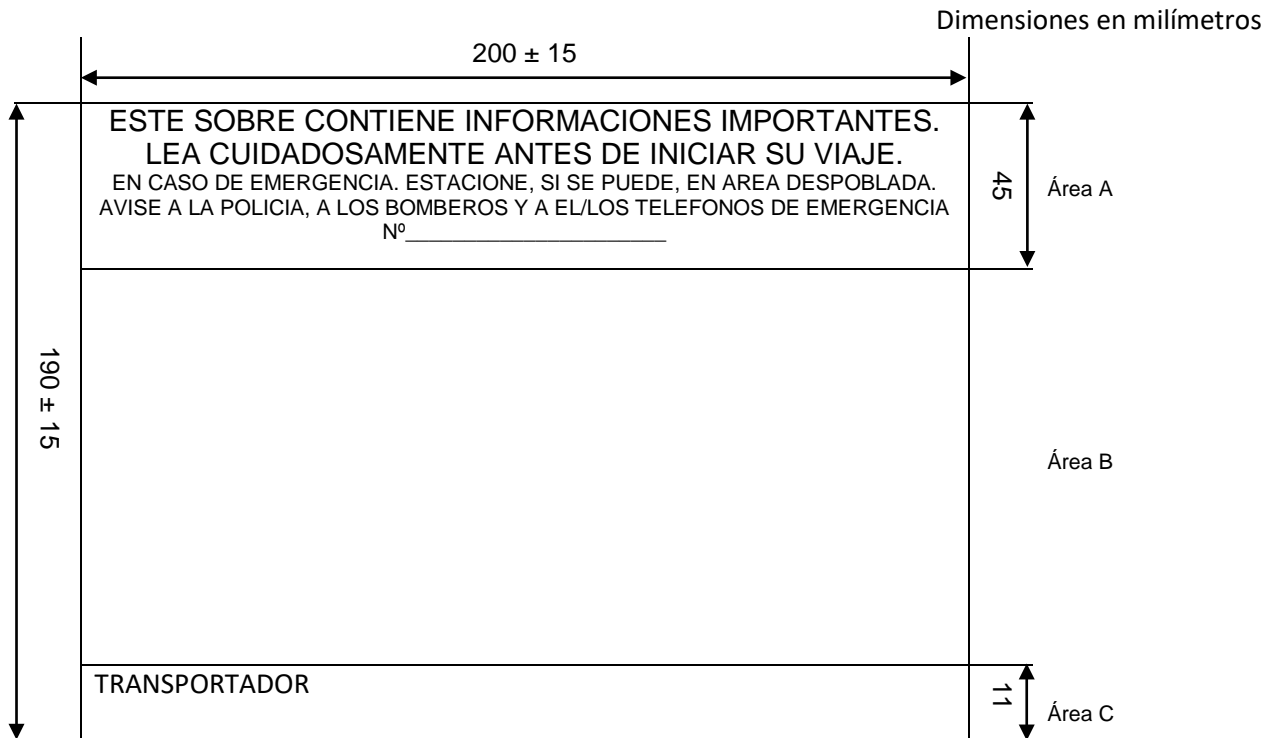 Dimensiones en milímetros
200 ± 15
ESTE SOBRE CONTIENE INFORMACIONES IMPORTANTES.
LEA CUIDADOSAMENTE ANTES DE INICIAR SU VIAJE.
EN CASO DE EMERGENCIA. ESTACIONE, SI SE PUEDE, EN AREA DESPOBLADA.
AVISE A LA POLICIA, A LOS BOMBEROS Y A EL/LOS TELEFONOS DE EMERGENCIA
Nº________________________
45
Área A
190 ± 15
Área B
TRANSPORTADOR
11
Área C